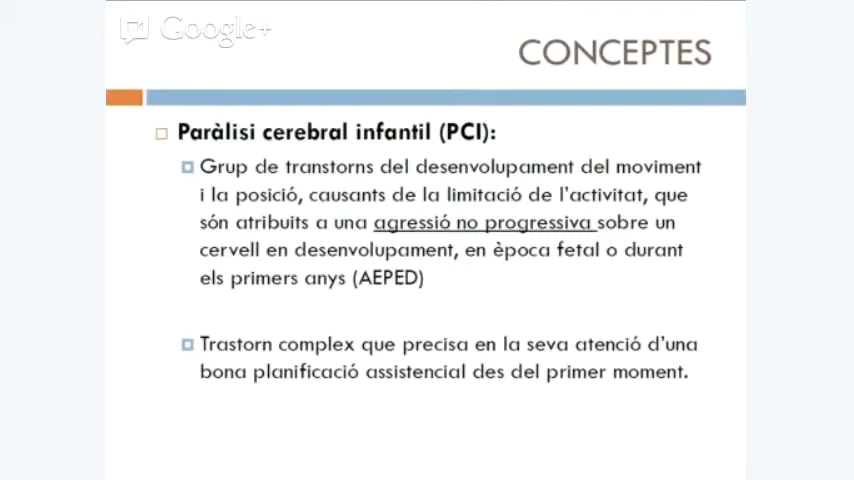 Google+
CONCEPTES
Paràlisi cerebral infantil (PCI):
Grup de transtorns del desenvolupament del moviment
i la posició, causants de la limitació de l'activitat, que
són atribuits a una agressió no progressiva sobre un
cervell en desenvolupament, en època fetal o durant
els primers anys (AEPED)
Trastorn complex que precisa en la seva atenció d'una
bona planificació assistencial des del primer moment.